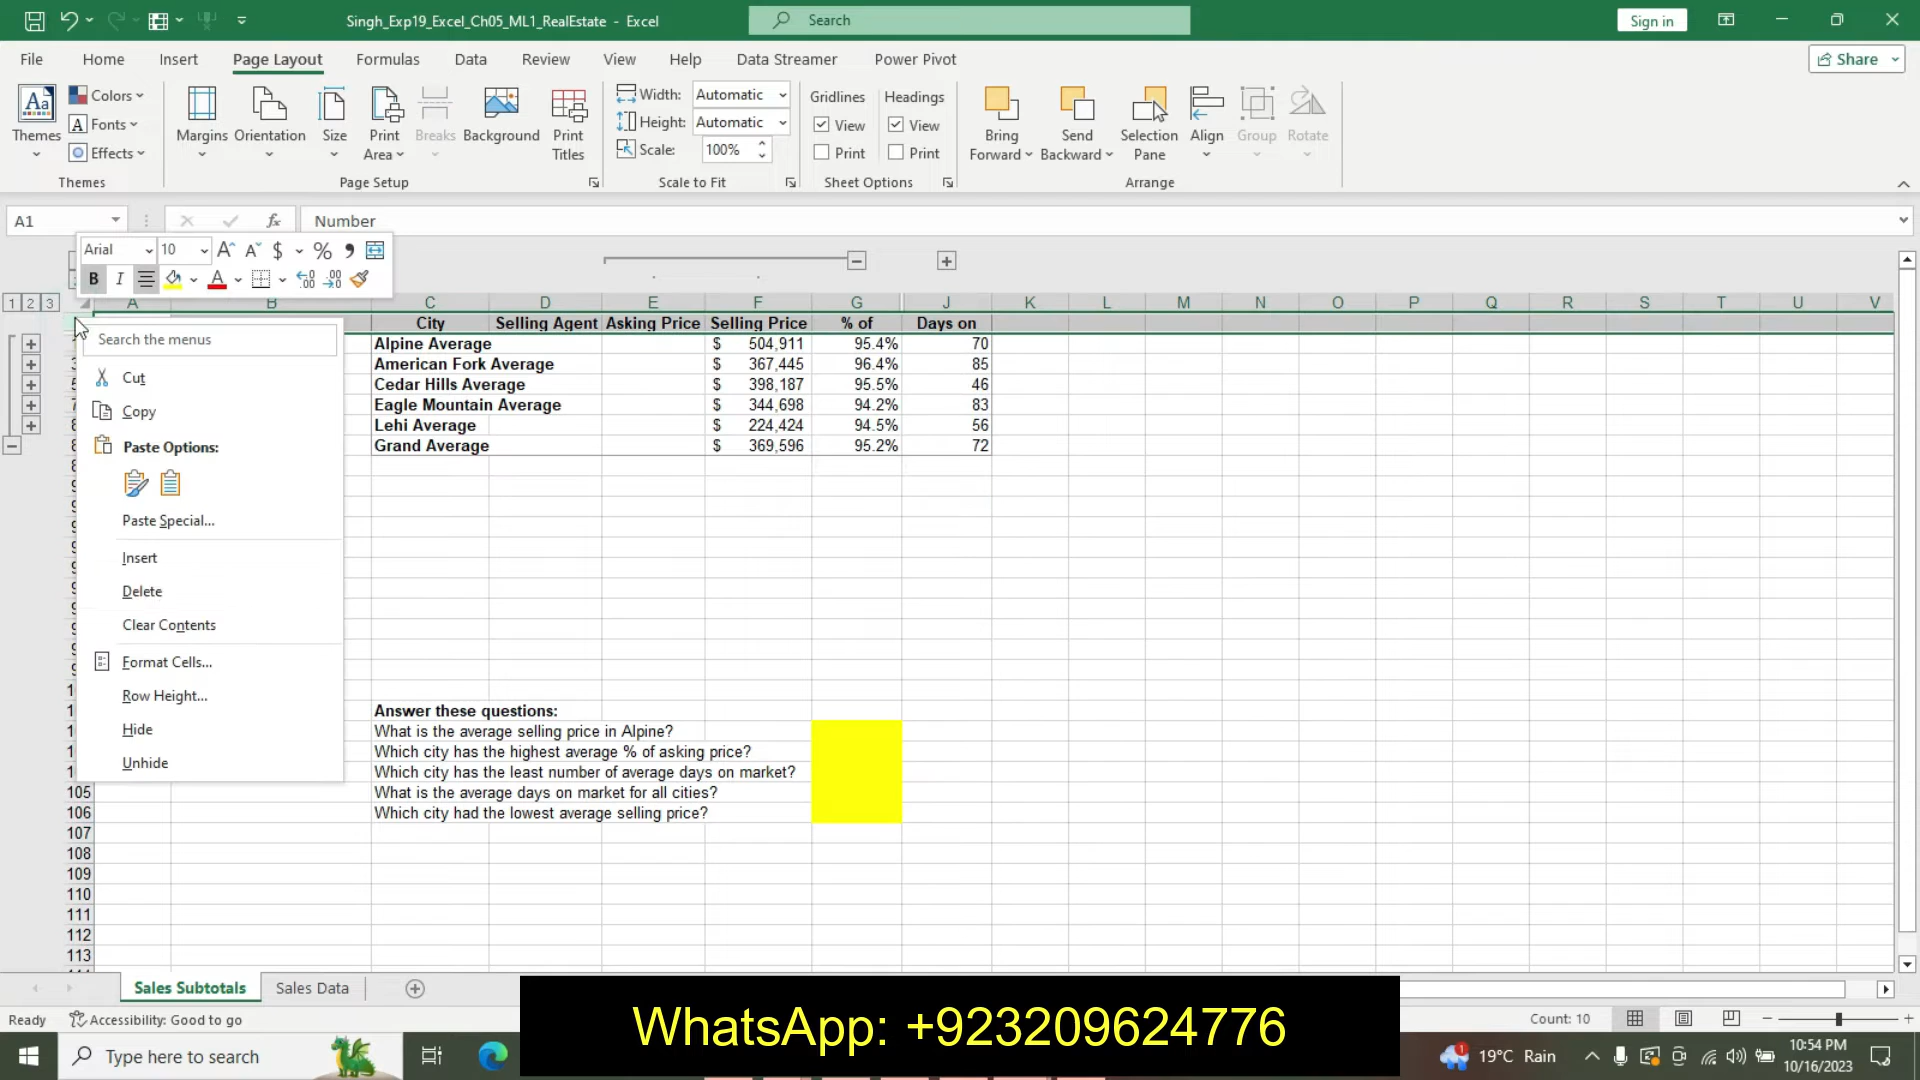 Singh_Exp19_Excel_Ch05_ML1_RealEstate - Excel
Search
Sign in
File Home Insert Page Layout Formulas Data Review View Help Data Streamer Power Pivot
Share
Themes
Colors
Fonts
Effects
Themes
Margins
Orientation
Size
Print Area
Breaks
Background
Print Titles
Page Setup
Width: Automatic
Height: Automatic
Scale: 100%
Scale to Fit
Gridlines
View
Print
Headings
View
Print
Sheet Options
Bring Forward
Send Backward
Selection Pane
Align
Group
Rotate
Arrange
A1
fx
Number
Arial 10
B I
1 2 3
A B C D E F G J K L M N O P Q R S T U V
City Selling Agent Asking Price Selling Price % of Days on
Alpine Average $ 504,911 95.4% 70
American Fork Average $ 367,445 96.4% 85
Cedar Hills Average $ 398,187 95.5% 46
Eagle Mountain Average $ 344,698 94.2% 83
Lehi Average $ 224,424 94.5% 56
Grand Average $ 369,596 95.2% 72
Search the menus
Cut
Copy
Paste Options:
Paste Special...
Insert
Delete
Clear Contents
Format Cells...
Row Height...
Hide
Unhide
Answer these questions:
What is the average selling price in Alpine?
Which city has the highest average % of asking price?
Which city has the least number of average days on market?
105 What is the average days on market for all cities?
106 Which city had the lowest average selling price?
107
108
109
110
111
112
113
Sales Subtotals Sales Data
Ready
Accessibility: Good to go
Count: 10
WhatsApp: +923209624776
Type here to search
1
19°C Rain
10:54 PM
10/16/2023